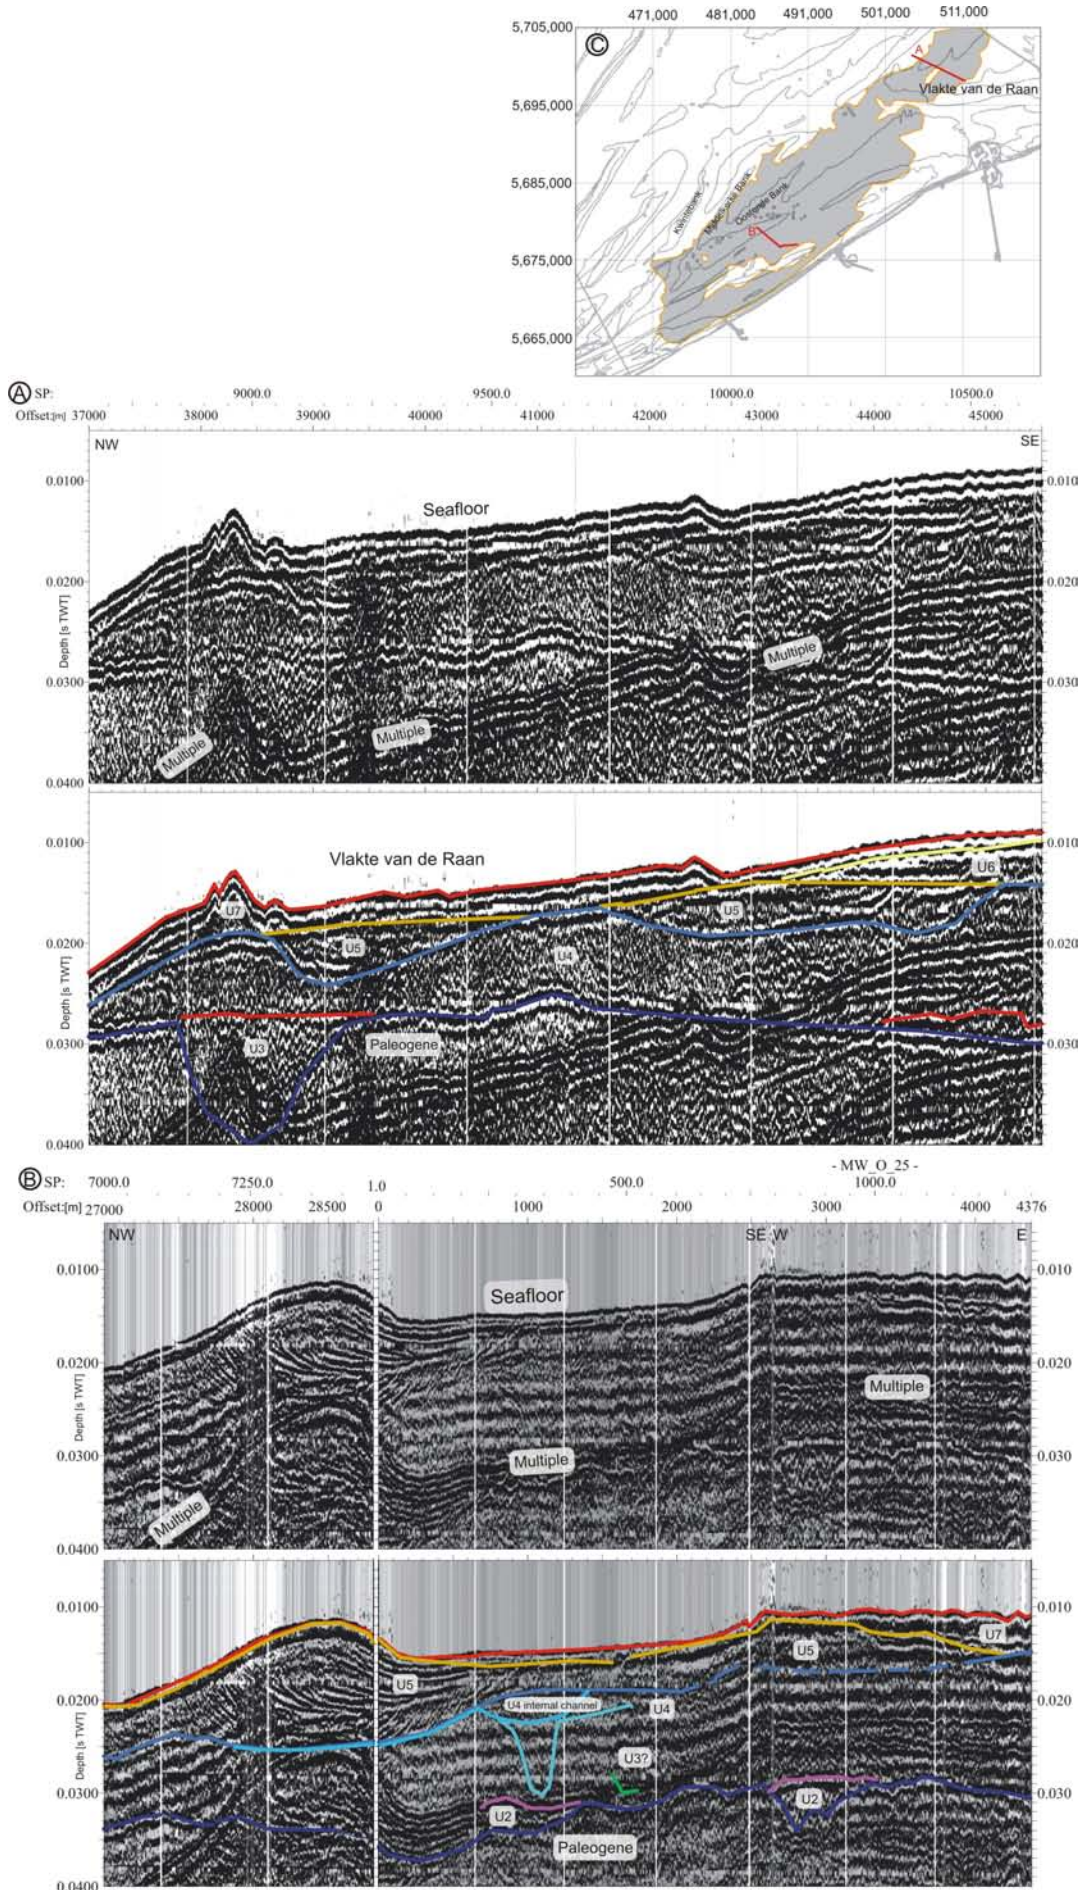 471,000 481,000 491,000 501,000 511,000
5,705,000
C
A
Vlakte van de Raan
5,695,000
5,685,000
Kwintebank
Middelkerke Bank
Oostende Bank
B
5,675,000
5,665,000
A SP: 9000.0 9500.0 10000.0 10500.0
Offset:[m] 37000 38000 39000 40000 41000 42000 43000 44000 45000
NW SE
0.0100 0.010
Seafloor
0.0200 0.020
Depth [s TWT]
Multiple
0.0300 0.030
Multiple
Multiple
0.0400
0.0100 0.010
Vlakte van de Raan
U6
U7 U5
U5
0.0200 0.020
U4
Depth [s TWT]
0.0300 U3 Paleogene 0.030
0.0400
- MW_O_25 -
B SP: 7000.0 7250.0 1.0 500.0 1000.0
Offset:[m] 27000 28000 28500 0 1000 2000 3000 4000 4376
NW SE W E
0.0100 0.010
Seafloor
0.0200 0.020
Depth [s TWT]
Multiple
0.0300 Multiple 0.030
Multiple
0.0400
0.0100 0.010
U7
U5
U5
0.0200 0.020
U4 internal channel U4
Depth [s TWT]
U3?
0.0300 0.030
U2 U2
Paleogene
0.0400